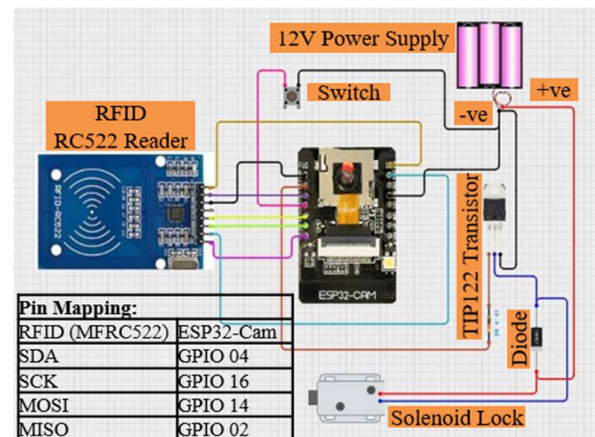 12V Power Supply
+ve
-ve
Switch
RFID
RC522 Reader
RFID-RC522
ESP32-CAM
TIP122 Transistor
Diode
Solenoid Lock
Pin Mapping:
RFID (MFRC522) ESP32-Cam
SDA GPIO 04
SCK GPIO 16
MOSI GPIO 14
MISO GPIO 02